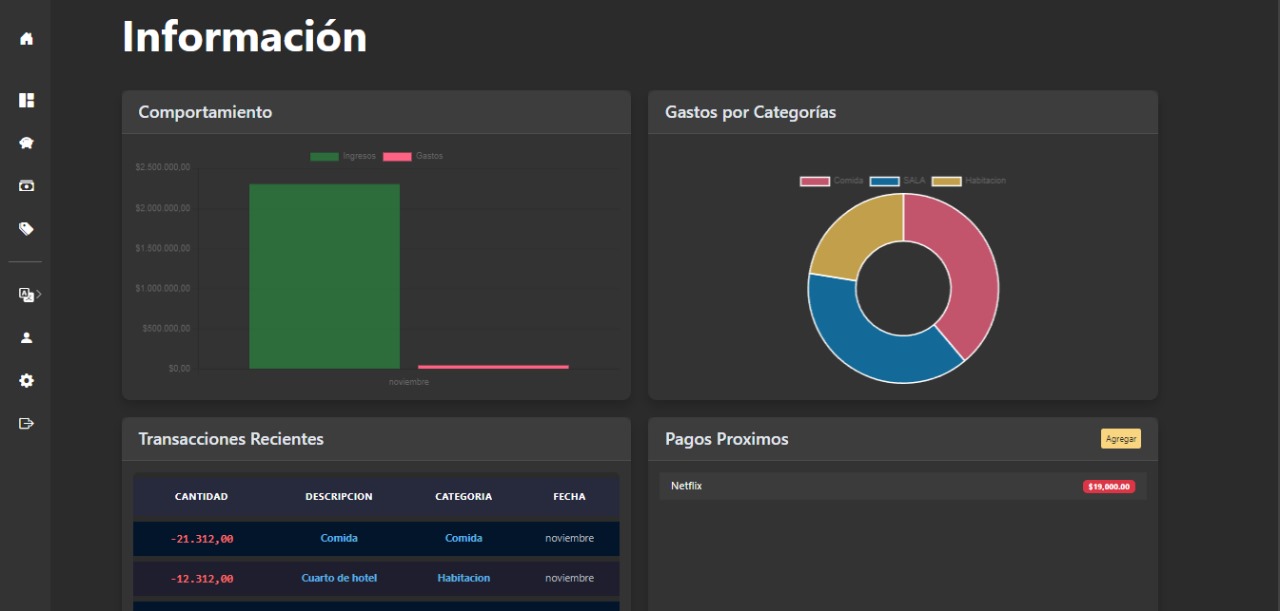 Información
Comportamiento
Ingresos Gastos
$2.500.000,00
$2.000.000,00
$1.500.000,00
$1.000.000,00
$500.000,00
$0,00
noviembre
Gastos por Categorías
Comida SALA Habitacion
Transacciones Recientes
CANTIDAD DESCRIPCION CATEGORIA FECHA
-21.312,00 Comida Comida noviembre
-12.312,00 Cuarto de hotel Habitacion noviembre
Pagos Proximos
Agregar
Netflix $19,000.00